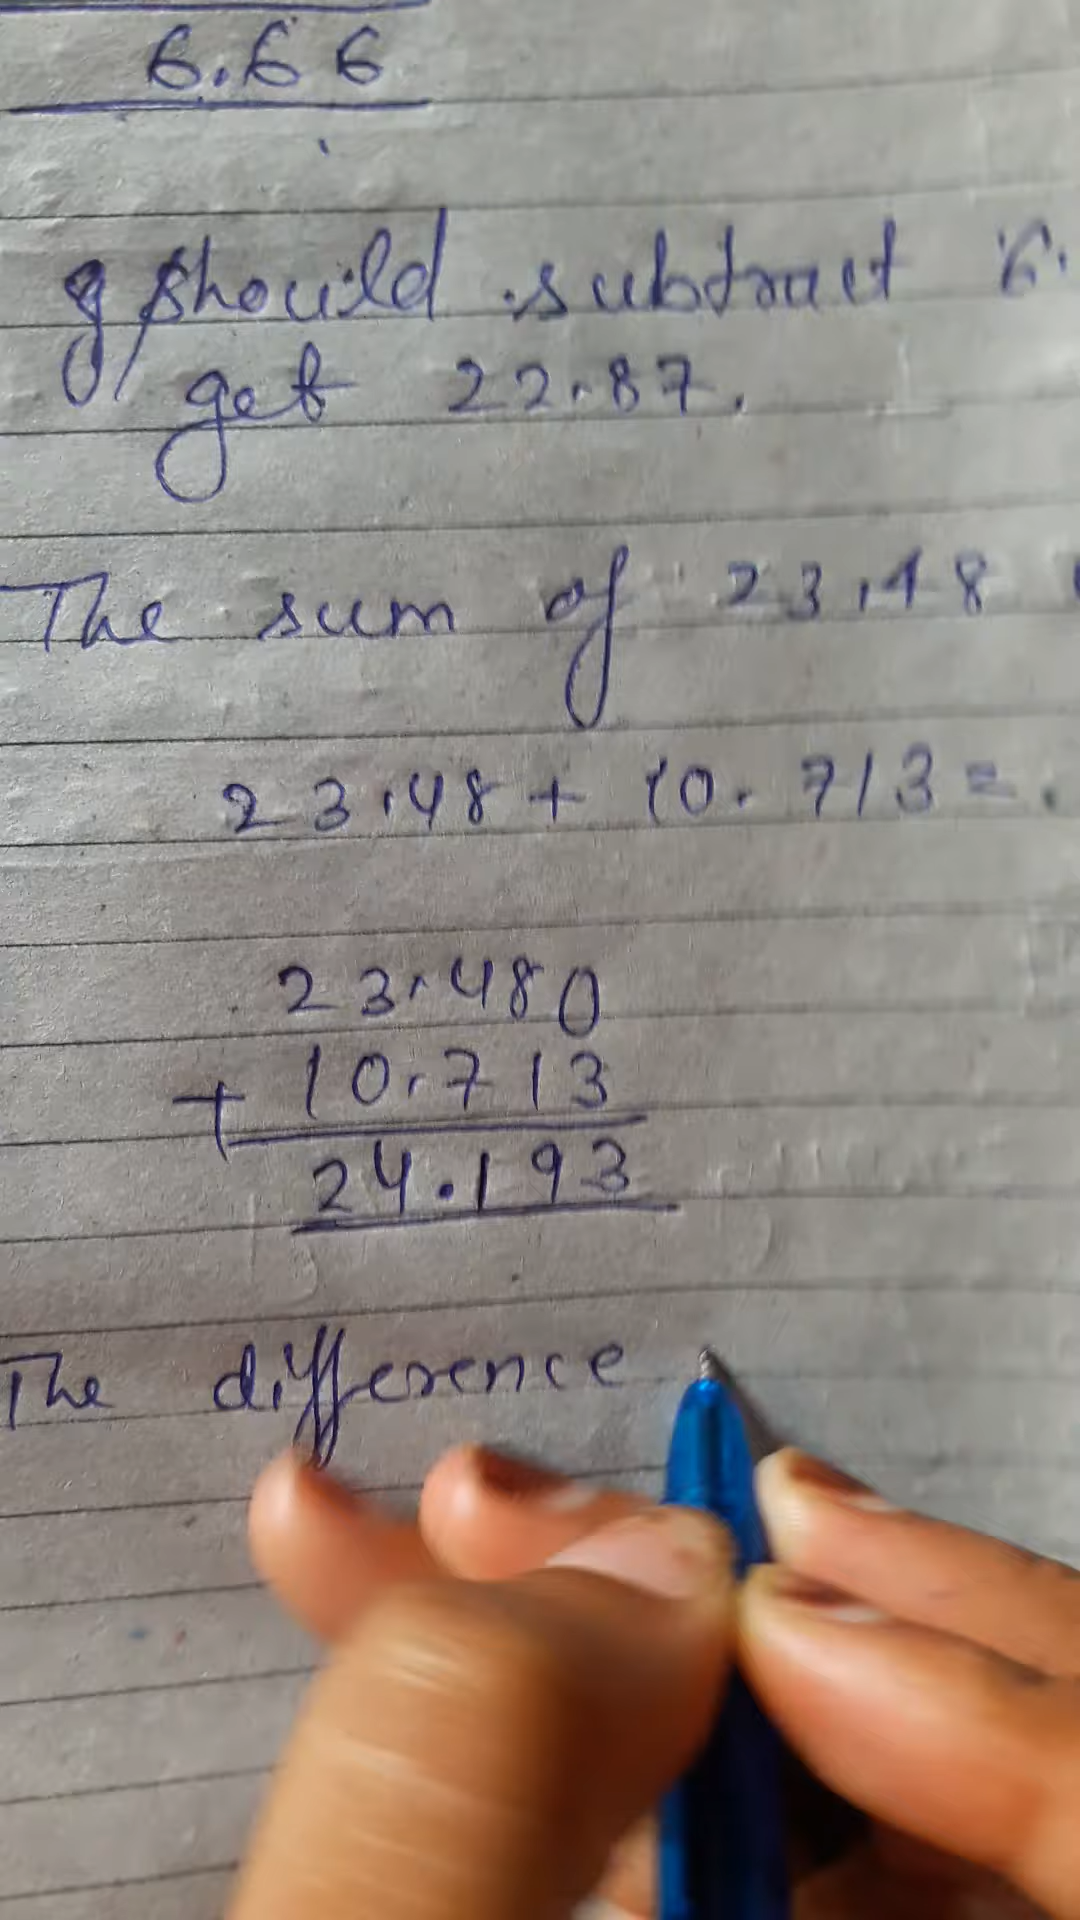 6.66
I should subtract 6.
get 22.87.
The sum of 23.48
23.48 + 10.713 =
23.480
+ 10.713
24.193
The difference